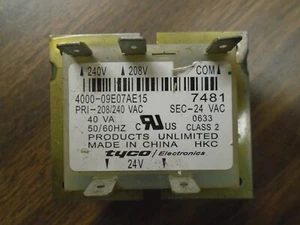 240V 208V COM
4000-09E07AE15 7481
PRI-208/240 VAC SEC-24 VAC
40 VA 0633
50/60HZ C US CLASS 2
PRODUCTS UNLIMITED
MADE IN CHINA HKC
tyco / Electronics
24V